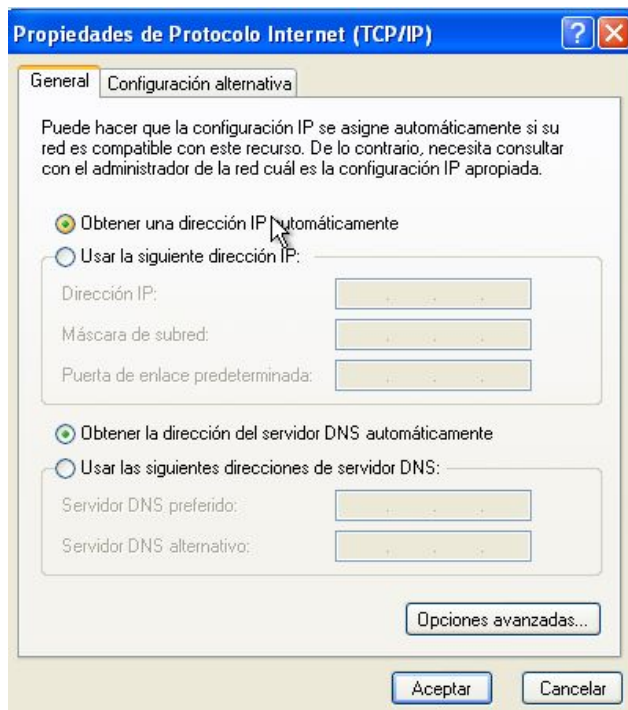 Propiedades de Protocolo Internet (TCP/IP)
General
Configuración alternativa
Puede hacer que la configuración IP se asigne automáticamente si su
red es compatible con este recurso. De lo contrario, necesita consultar
con el administrador de la red cuál es la configuración IP apropiada.
Obtener una dirección IP automáticamente
Usar la siguiente dirección IP:
Dirección IP:
Máscara de subred:
Puerta de enlace predeterminada:
Obtener la dirección del servidor DNS automáticamente
Usar las siguientes direcciones de servidor DNS:
Servidor DNS preferido:
Servidor DNS alternativo:
Opciones avanzadas...
Aceptar
Cancelar